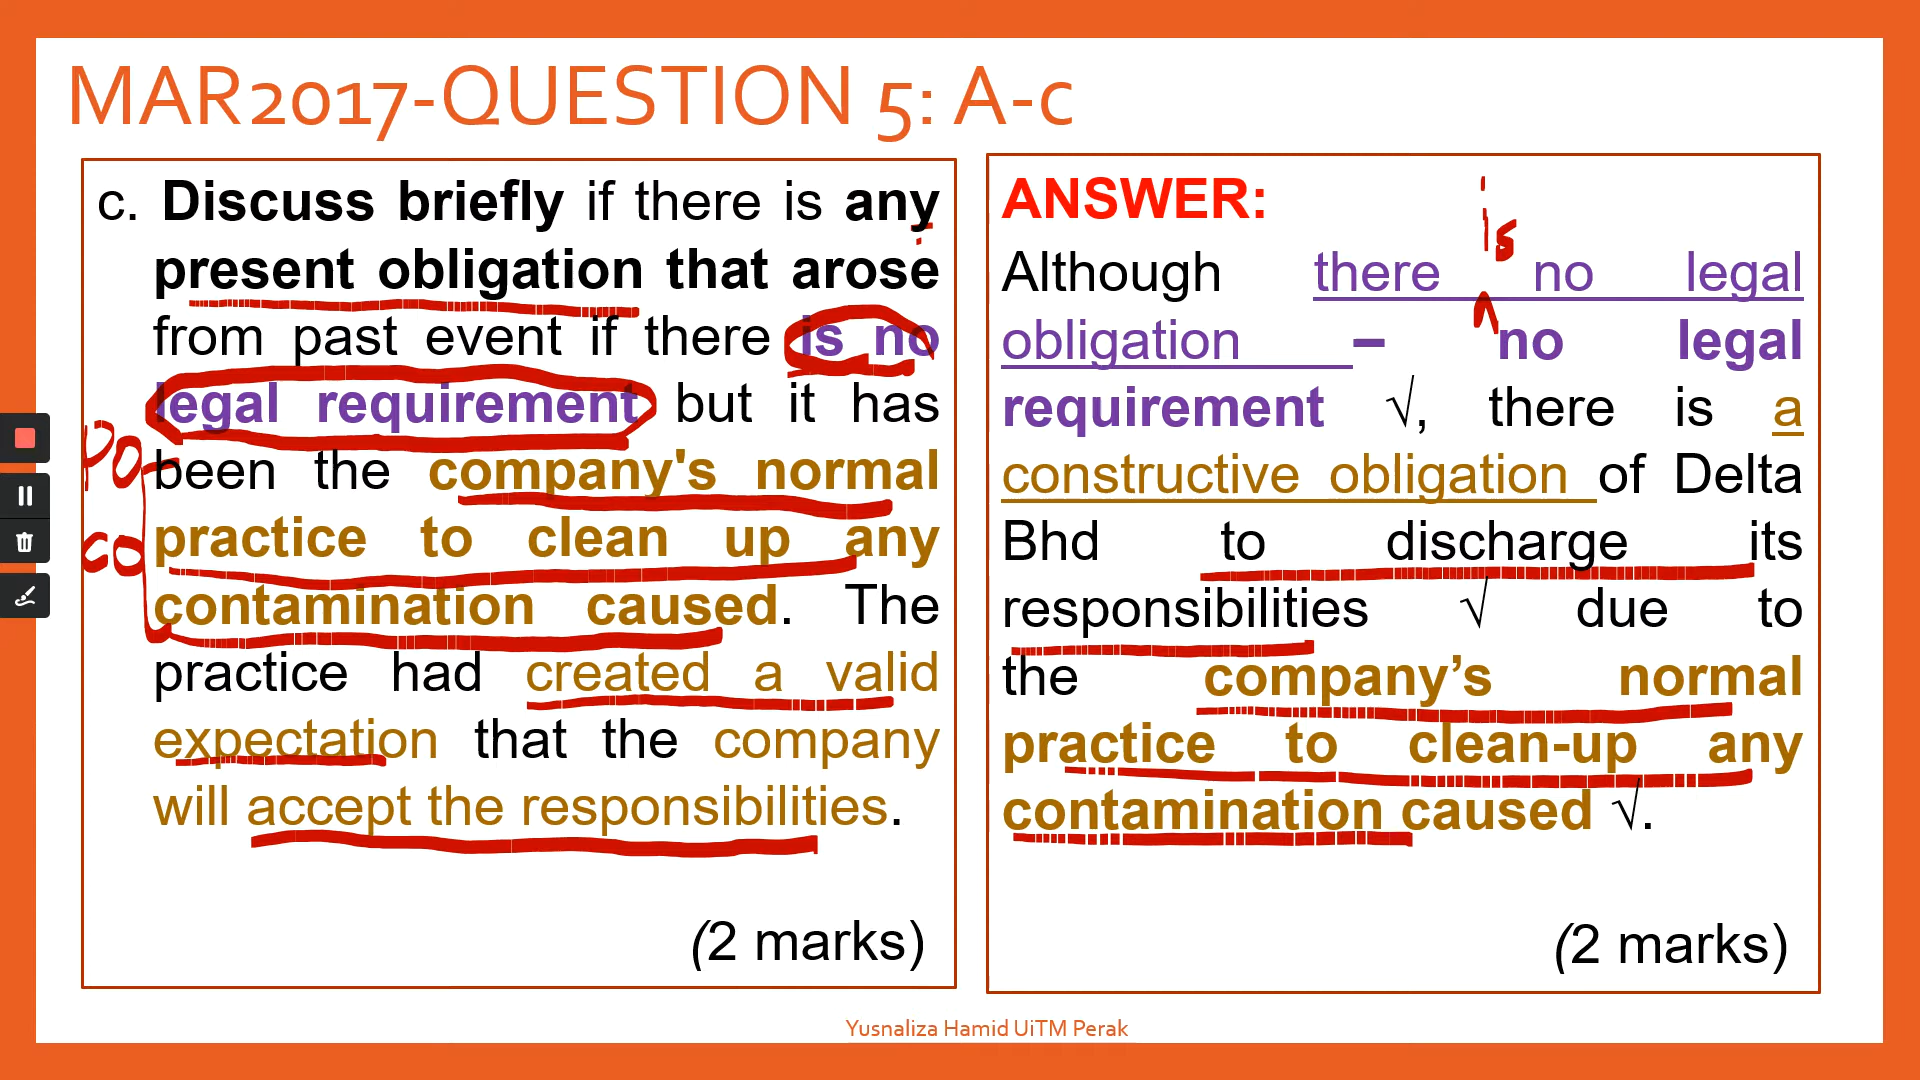 MAR2017-QUESTION 5: A-c
c. Discuss briefly if there is any
present obligation that arose
from past event if there is no
legal requirement but it has
been the company's normal
practice to clean up any
contamination caused. The
practice had created a valid
expectation that the company
will accept the responsibilities.
(2 marks)
PO
CO
ANSWER:
is
Although there no legal
obligation – no legal
requirement √, there is a
constructive obligation of Delta
Bhd to discharge its
responsibilities √ due to
the company’s normal
practice to clean-up any
contamination caused √.
(2 marks)
Yusnaliza Hamid UiTM Perak